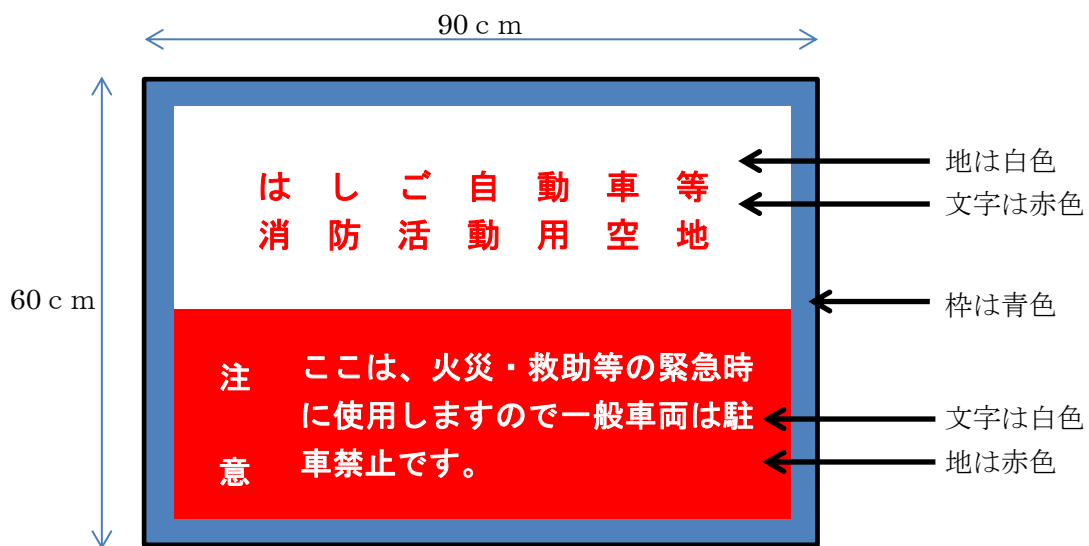 90ｃｍ
60ｃｍ
はしご自動車等
消防活動用空地
注意
ここは、火災・救助等の緊急時
に使用しますので一般車両は駐
車禁止です。
地は白色
文字は赤色
枠は青色
文字は白色
地は赤色